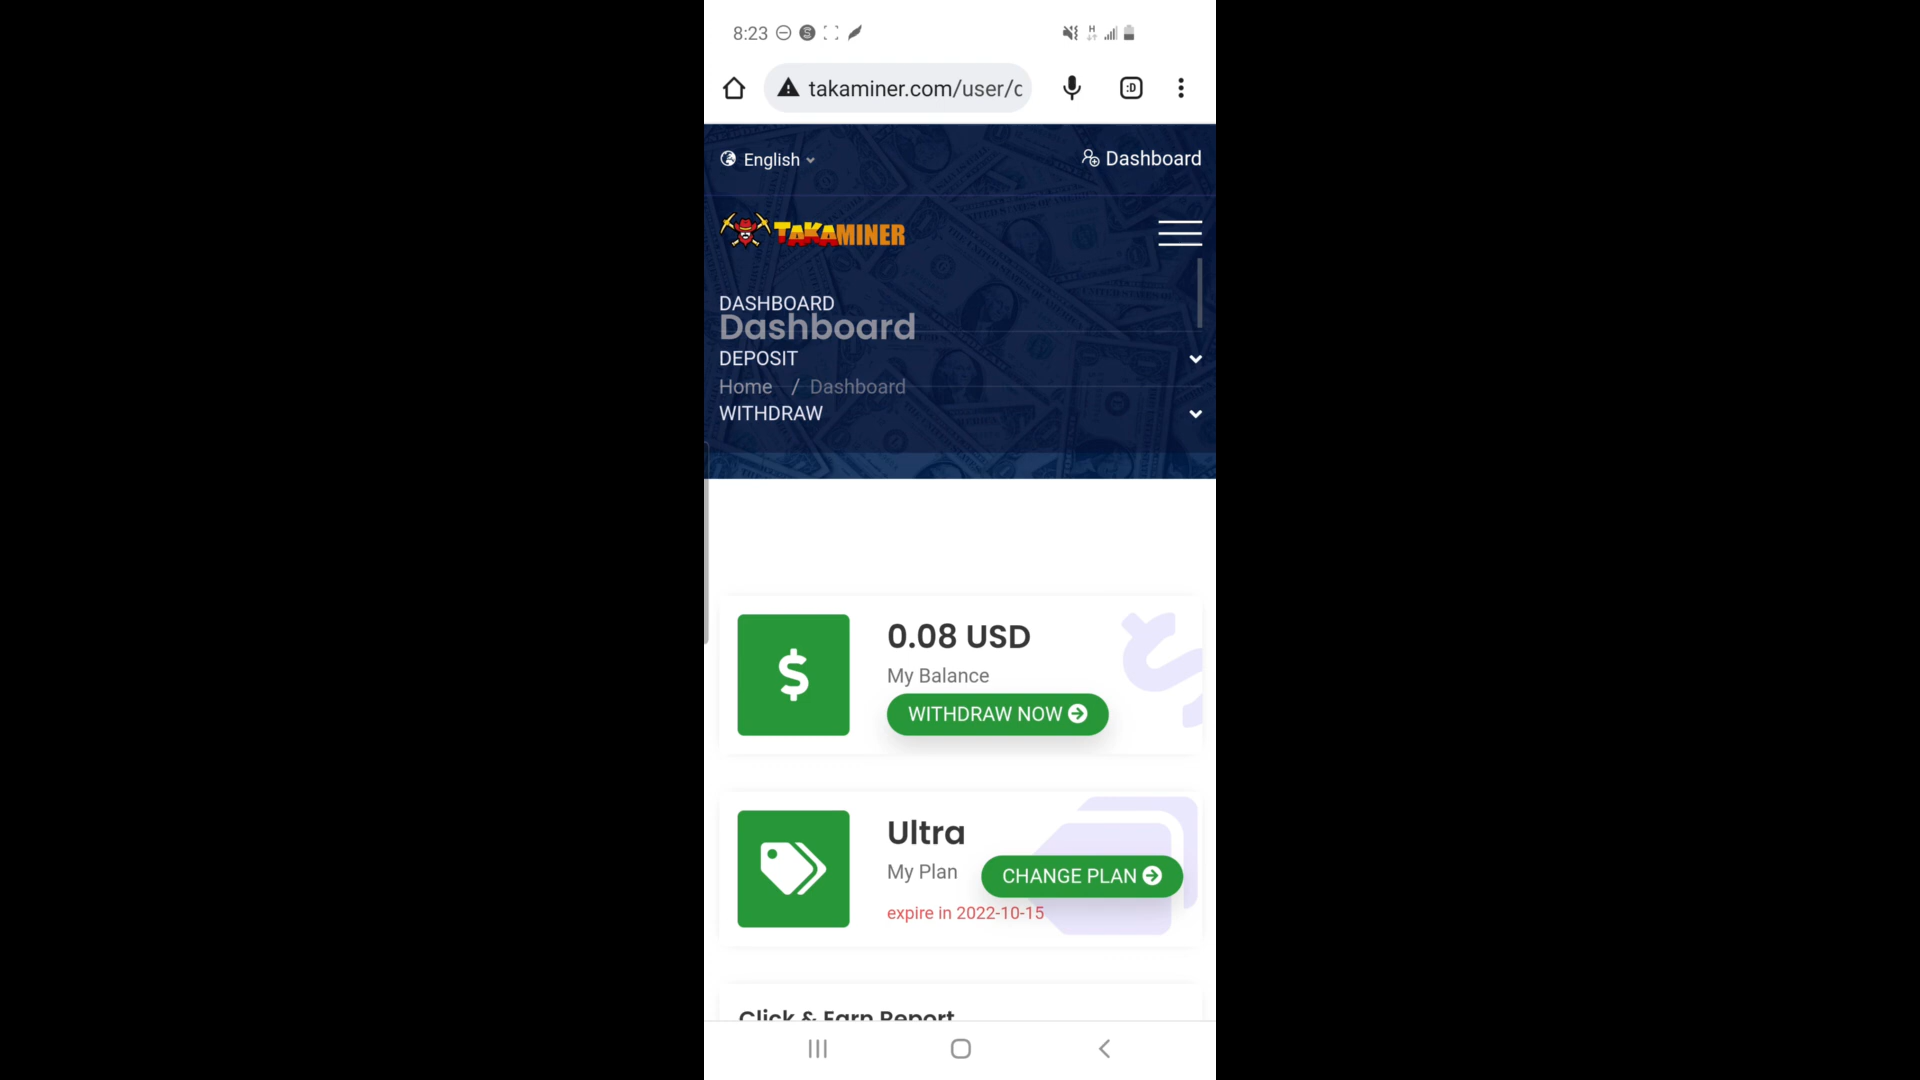 8:23
takaminer.com/user/c
English
Dashboard
TAKAMINER
DASHBOARD
Dashboard
DEPOSIT
Home / Dashboard
WITHDRAW
0.08 USD
My Balance
WITHDRAW NOW
Ultra
My Plan
CHANGE PLAN
expire in 2022-10-15
Click & Earn Report